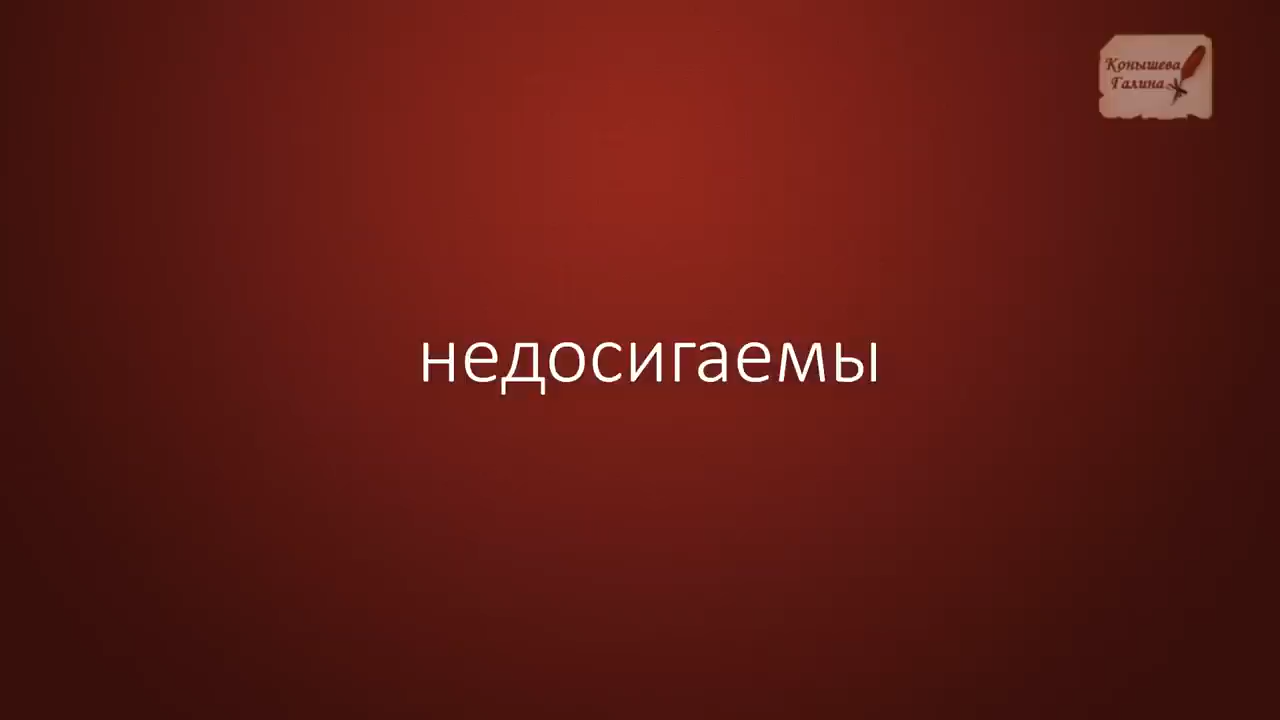 Конышева
Галина
недосигаемы